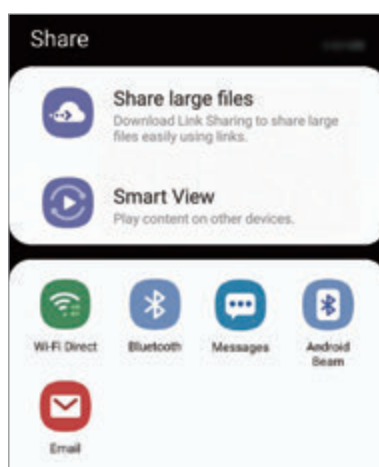 Share
Share large files
Download Link Sharing to share large
files easily using links.
Smart View
Play content on other devices.
Wi-Fi Direct
Bluetooth
Messages
Android
Beam
Email